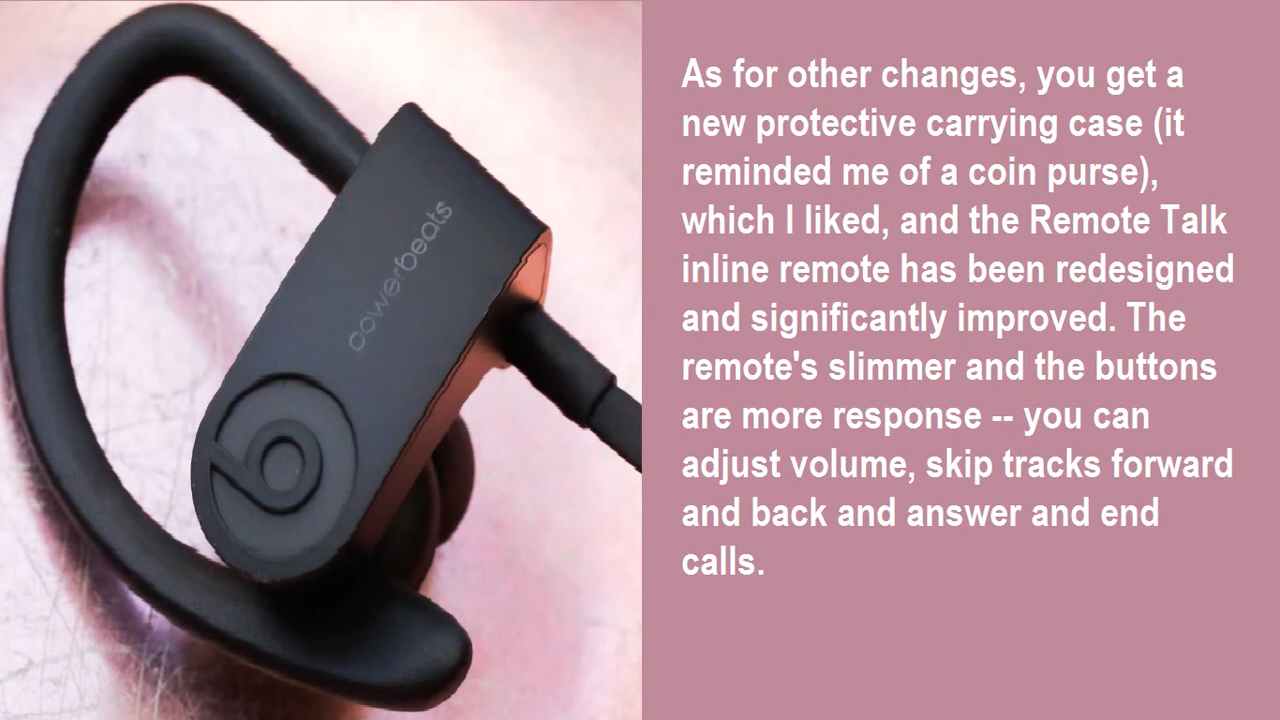 powerbeats
As for other changes, you get a
new protective carrying case (it
reminded me of a coin purse),
which I liked, and the Remote Talk
inline remote has been redesigned
and significantly improved. The
remote's slimmer and the buttons
are more response -- you can
adjust volume, skip tracks forward
and back and answer and end
calls.